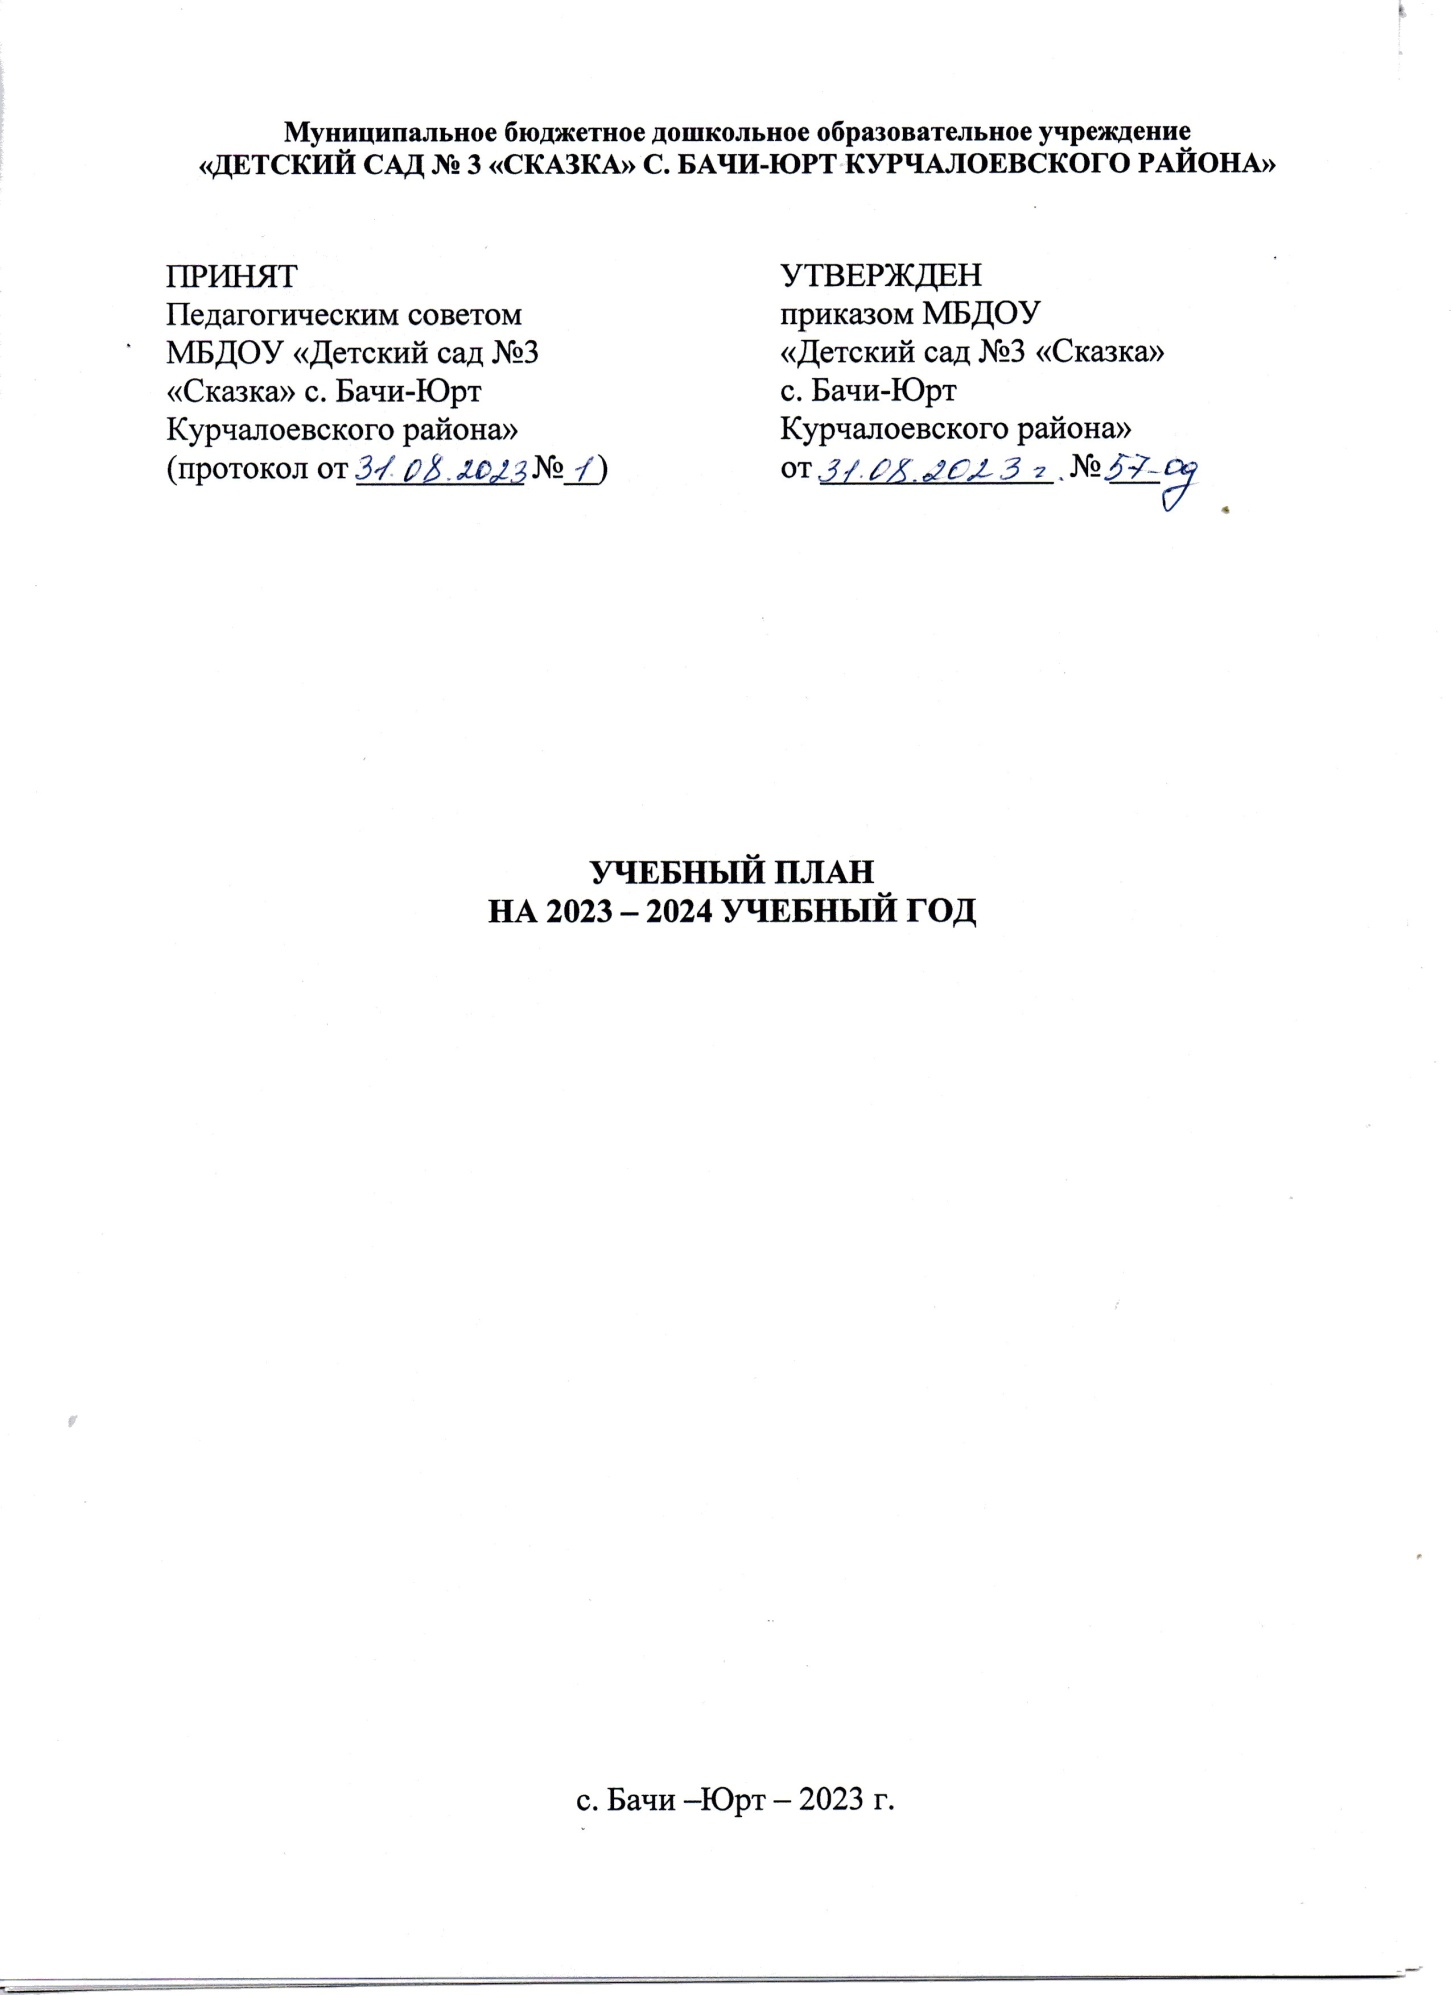 Муниципальное бюджетное дошкольное образовательное учреждение
«ДЕТСКИЙ САД № 3 «СКАЗКА» С. БАЧИ-ЮРТ КУРЧАЛОЕВСКОГО РАЙОНА»
ПРИНЯТ
Педагогическим советом
МБДОУ «Детский сад №3
«Сказка» с. Бачи-Юрт
Курчалоевского района»
(протокол от 31.08.2023 № 1)
УТВЕРЖДЕН
приказом МБДОУ
«Детский сад №3 «Сказка»
с. Бачи-Юрт
Курчалоевского района»
от 31.08.2023 г. № 57-од
УЧЕБНЫЙ ПЛАН
НА 2023 – 2024 УЧЕБНЫЙ ГОД
с. Бачи –Юрт – 2023 г.